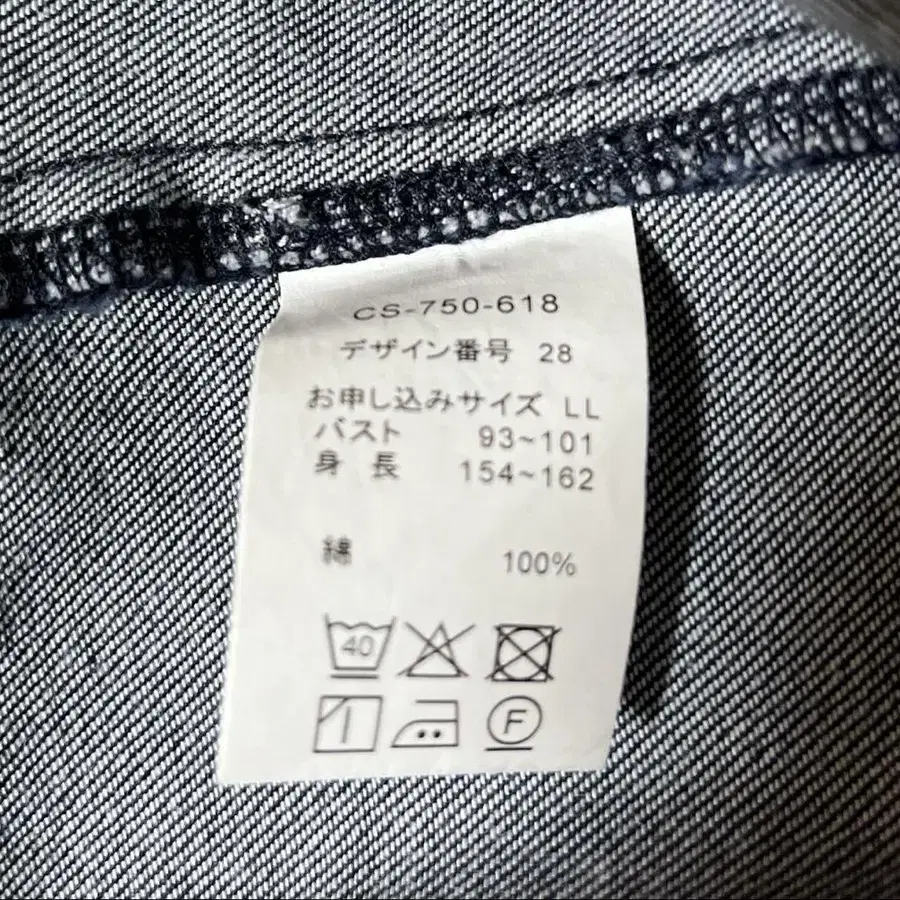 CS-750-618
デザイン番号 28
お申し込みサイズ LL
バスト 93~101
身長 154~162
綿 100%
40
F